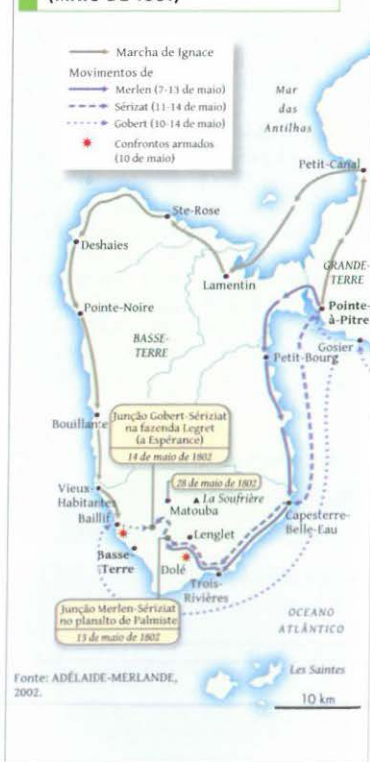 (MAIO DE 1802)
Marcha de Ignace
Movimentos de
Merlen (7-13 de maio)
Sérizat (11-14 de maio)
Gobert (10-14 de maio)
Confrontos armados
(10 de maio)
Mar
das
Antilhas
Petit-Canal
Ste-Rose
Deshaies
Lamentin
GRANDE-
TERRE
Pointe-
à-Pitre
Pointe-Noire
BASSE-
TERRE
Gosier
Petit-Bourg
Junção Gobert-Sériziat
na fazenda Legret
(a Espérance)
14 de maio de 1802
Bouillante
28 de maio de 1802
La Soufrière
Matouba
Vieux-
Habitants
Baillif
Capesterre-
Belle-Eau
Lenglet
Basse-
Terre
Dolé
Trois-
Rivières
Junção Merlen-Sériziat
no planalto de Palmiste
13 de maio de 1802
OCEANO
ATLÂNTICO
Les Saintes
Fonte: ADÉLAIDE-MERLANDE,
2002.
10 km